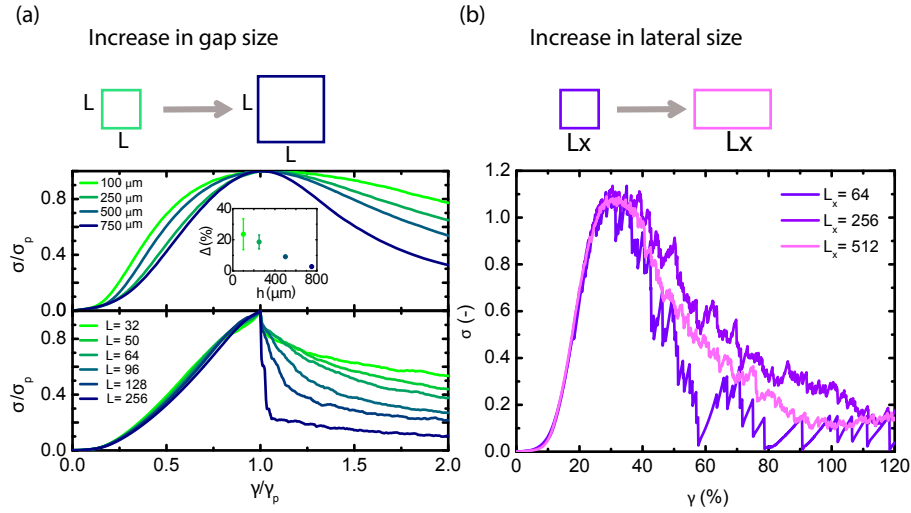 (a)
Increase in gap size
L
L
L
L
σ/σp
0.8
0.4
0.0
100 μm
250 μm
500 μm
750 μm
Δ(%)
40
20
0
0
400
800
h(μm)
σ/σp
0.8
0.4
0.0
L= 32
L= 50
L= 64
L= 96
L= 128
L= 256
0.0 0.5 1.0 1.5 2.0
γ/γp
(b)
Increase in lateral size
Lx
Lx
σ (-)
1.2
1.0
0.8
0.6
0.4
0.2
0.0
Lx= 64
Lx= 256
Lx= 512
0 20 40 60 80 100 120
γ (%)